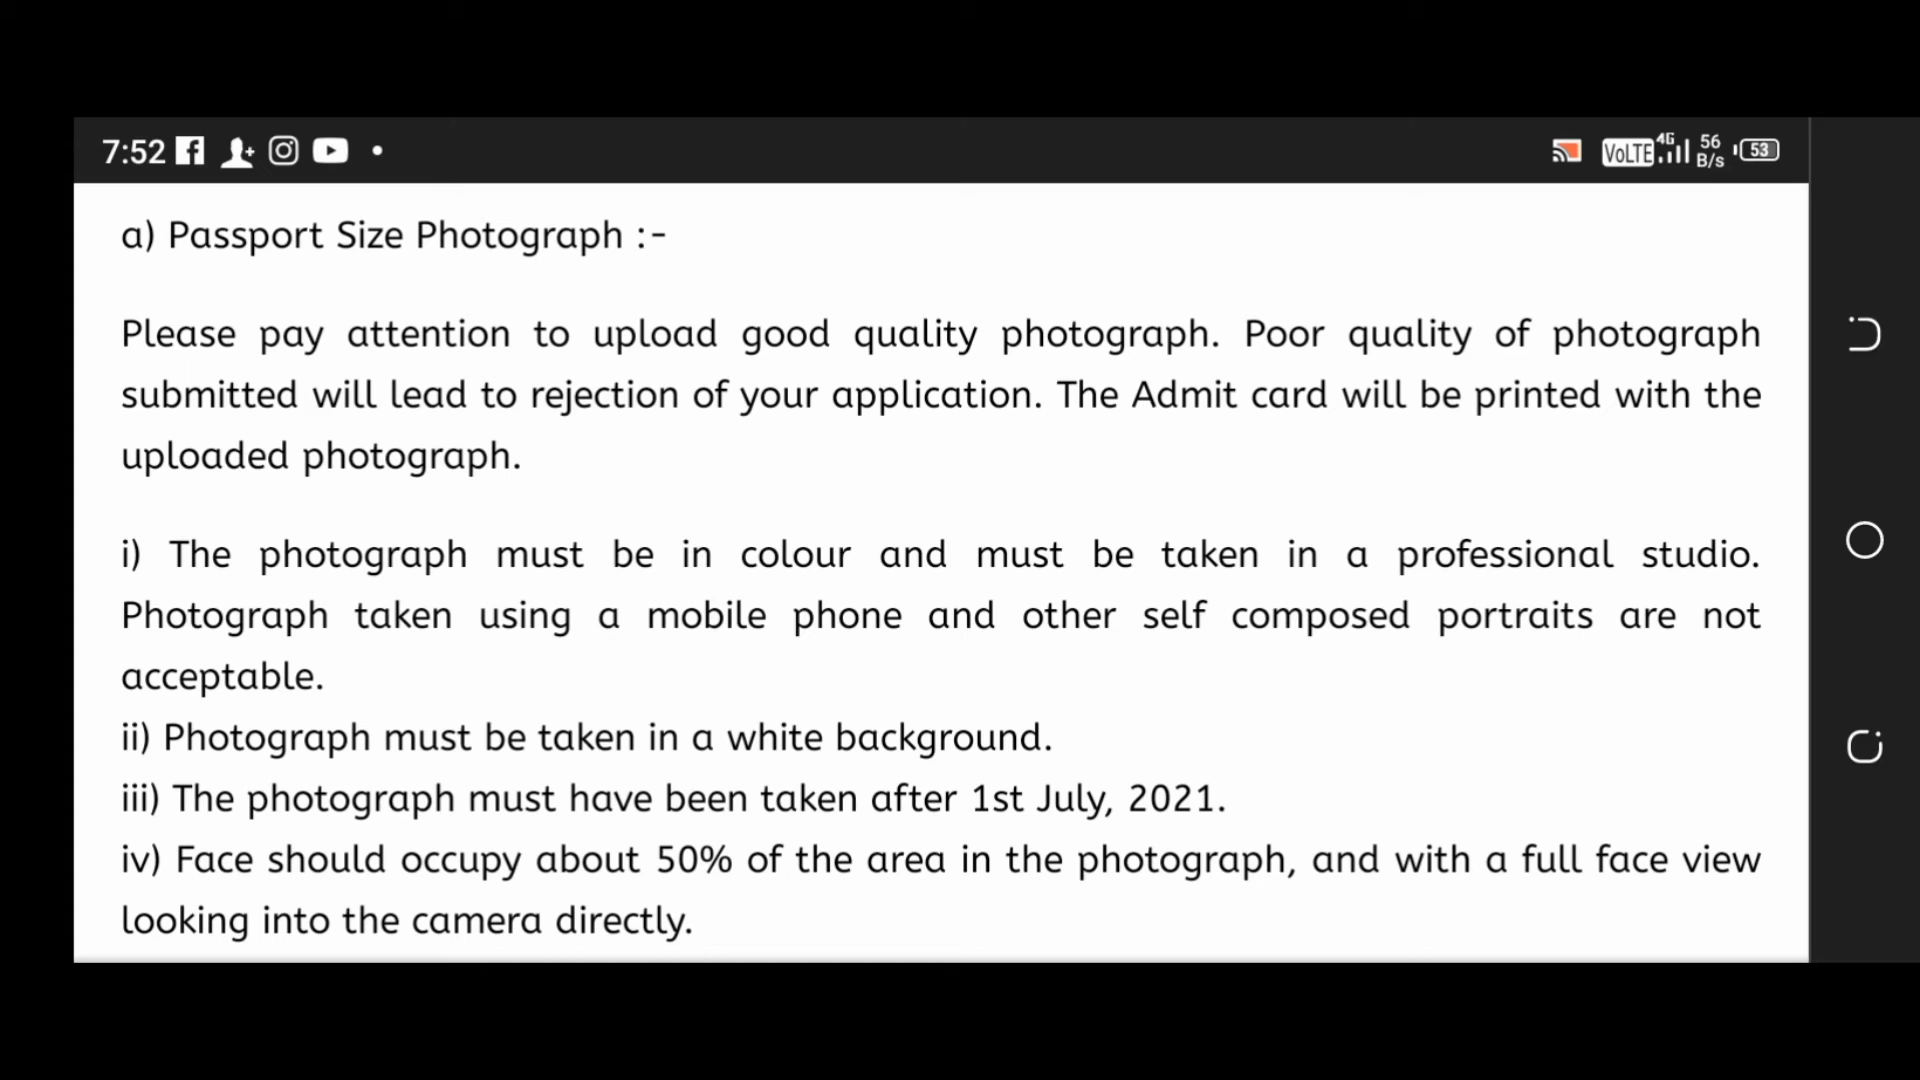 7:52
VoLTE 4G 56 B/s 53
a) Passport Size Photograph :-
Please pay attention to upload good quality photograph. Poor quality of photograph
submitted will lead to rejection of your application. The Admit card will be printed with the
uploaded photograph.
i) The photograph must be in colour and must be taken in a professional studio.
Photograph taken using a mobile phone and other self composed portraits are not
acceptable.
ii) Photograph must be taken in a white background.
iii) The photograph must have been taken after 1st July, 2021.
iv) Face should occupy about 50% of the area in the photograph, and with a full face view
looking into the camera directly.